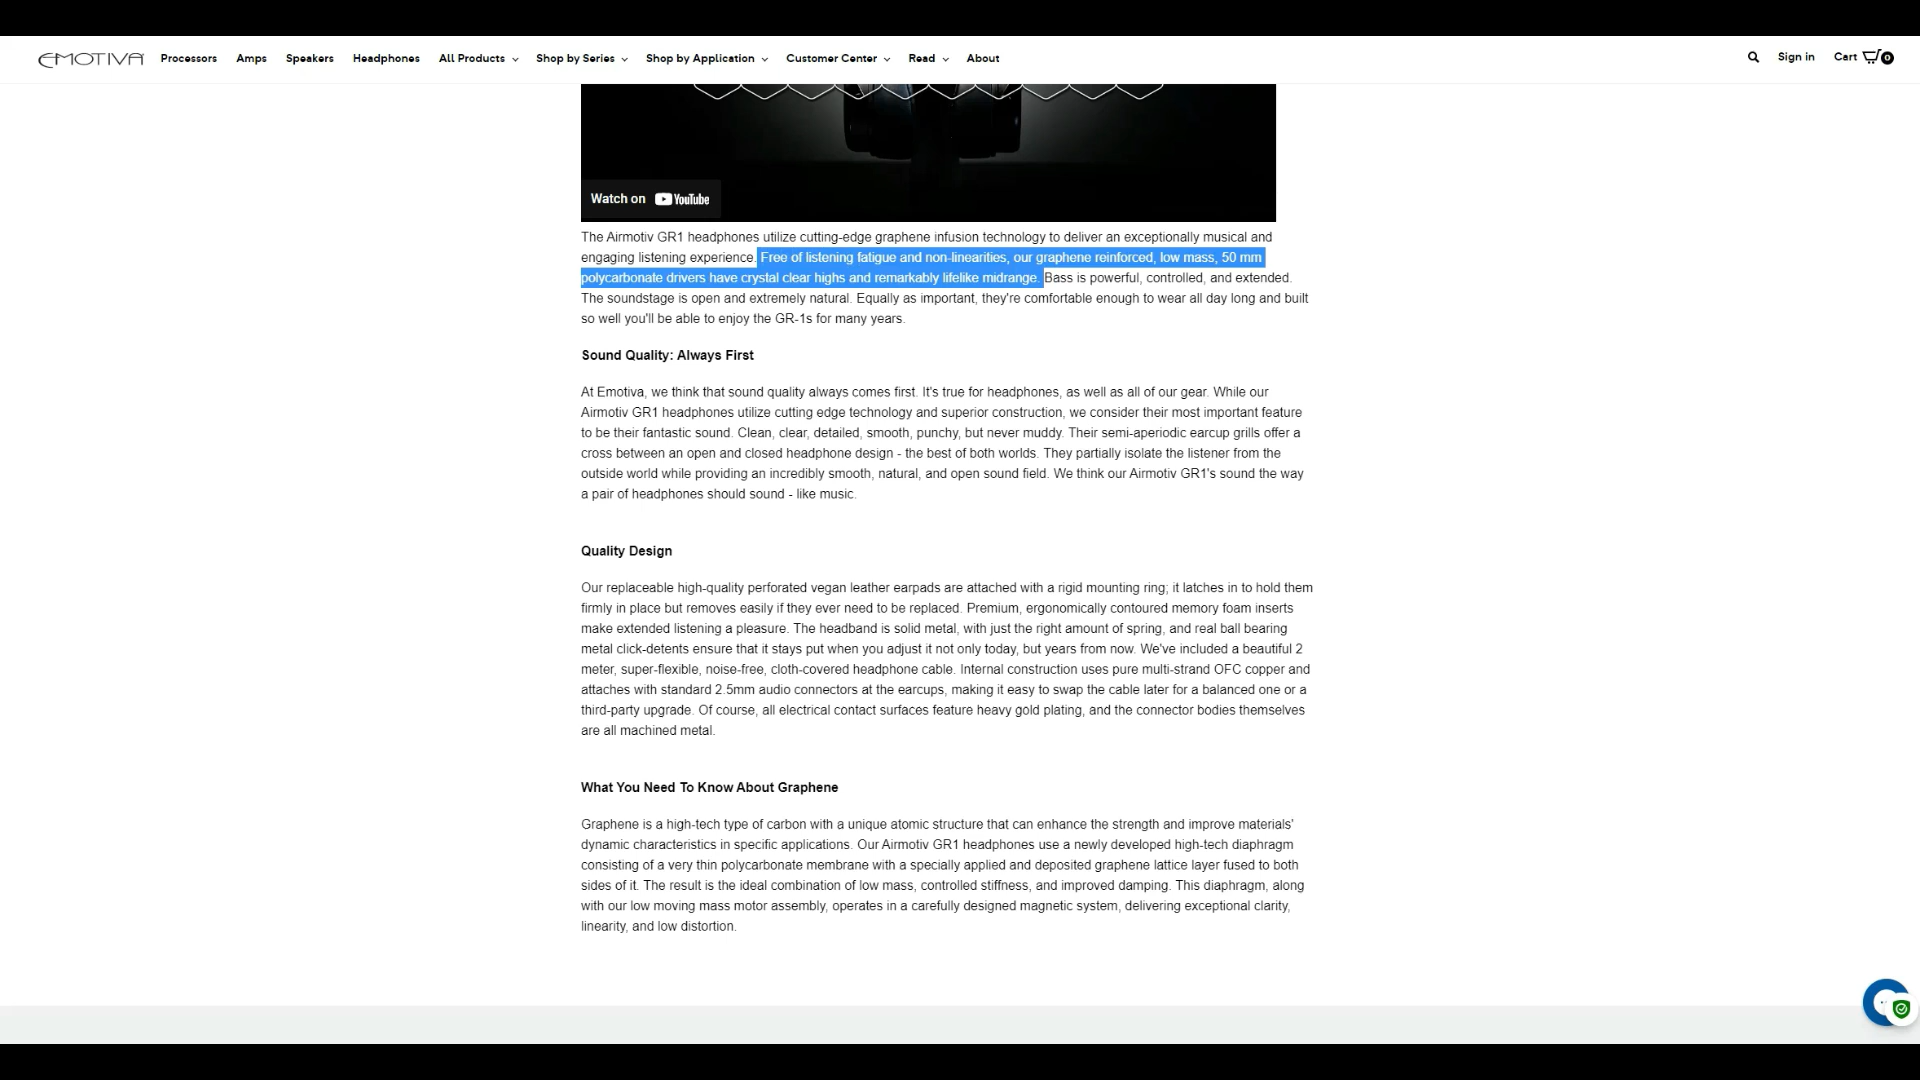 EMOTIVA Processors Amps Speakers Headphones All Products Shop by Series Shop by Application Customer Center Read About Sign in Cart 0
Watch on YouTube
The Airmotiv GR1 headphones utilize cutting-edge graphene infusion technology to deliver an exceptionally musical and
engaging listening experience. Free of listening fatigue and non-linearities, our graphene reinforced, low mass, 50 mm
polycarbonate drivers have crystal clear highs and remarkably lifelike midrange. Bass is powerful, controlled, and extended.
The soundstage is open and extremely natural. Equally as important, they're comfortable enough to wear all day long and built
so well you'll be able to enjoy the GR-1s for many years.
Sound Quality: Always First
At Emotiva, we think that sound quality always comes first. It's true for headphones, as well as all of our gear. While our
Airmotiv GR1 headphones utilize cutting edge technology and superior construction, we consider their most important feature
to be their fantastic sound. Clean, clear, detailed, smooth, punchy, but never muddy. Their semi-aperiodic earcup grills offer a
cross between an open and closed headphone design - the best of both worlds. They partially isolate the listener from the
outside world while providing an incredibly smooth, natural, and open sound field. We think our Airmotiv GR1's sound the way
a pair of headphones should sound - like music.
Quality Design
Our replaceable high-quality perforated vegan leather earpads are attached with a rigid mounting ring; it latches in to hold them
firmly in place but removes easily if they ever need to be replaced. Premium, ergonomically contoured memory foam inserts
make extended listening a pleasure. The headband is solid metal, with just the right amount of spring, and real ball bearing
metal click-detents ensure that it stays put when you adjust it not only today, but years from now. We've included a beautiful 2
meter, super-flexible, noise-free, cloth-covered headphone cable. Internal construction uses pure multi-strand OFC copper and
attaches with standard 2.5mm audio connectors at the earcups, making it easy to swap the cable later for a balanced one or a
third-party upgrade. Of course, all electrical contact surfaces feature heavy gold plating, and the connector bodies themselves
are all machined metal.
What You Need To Know About Graphene
Graphene is a high-tech type of carbon with a unique atomic structure that can enhance the strength and improve materials'
dynamic characteristics in specific applications. Our Airmotiv GR1 headphones use a newly developed high-tech diaphragm
consisting of a very thin polycarbonate membrane with a specially applied and deposited graphene lattice layer fused to both
sides of it. The result is the ideal combination of low mass, controlled stiffness, and improved damping. This diaphragm, along
with our low moving mass motor assembly, operates in a carefully designed magnetic system, delivering exceptional clarity,
linearity, and low distortion.